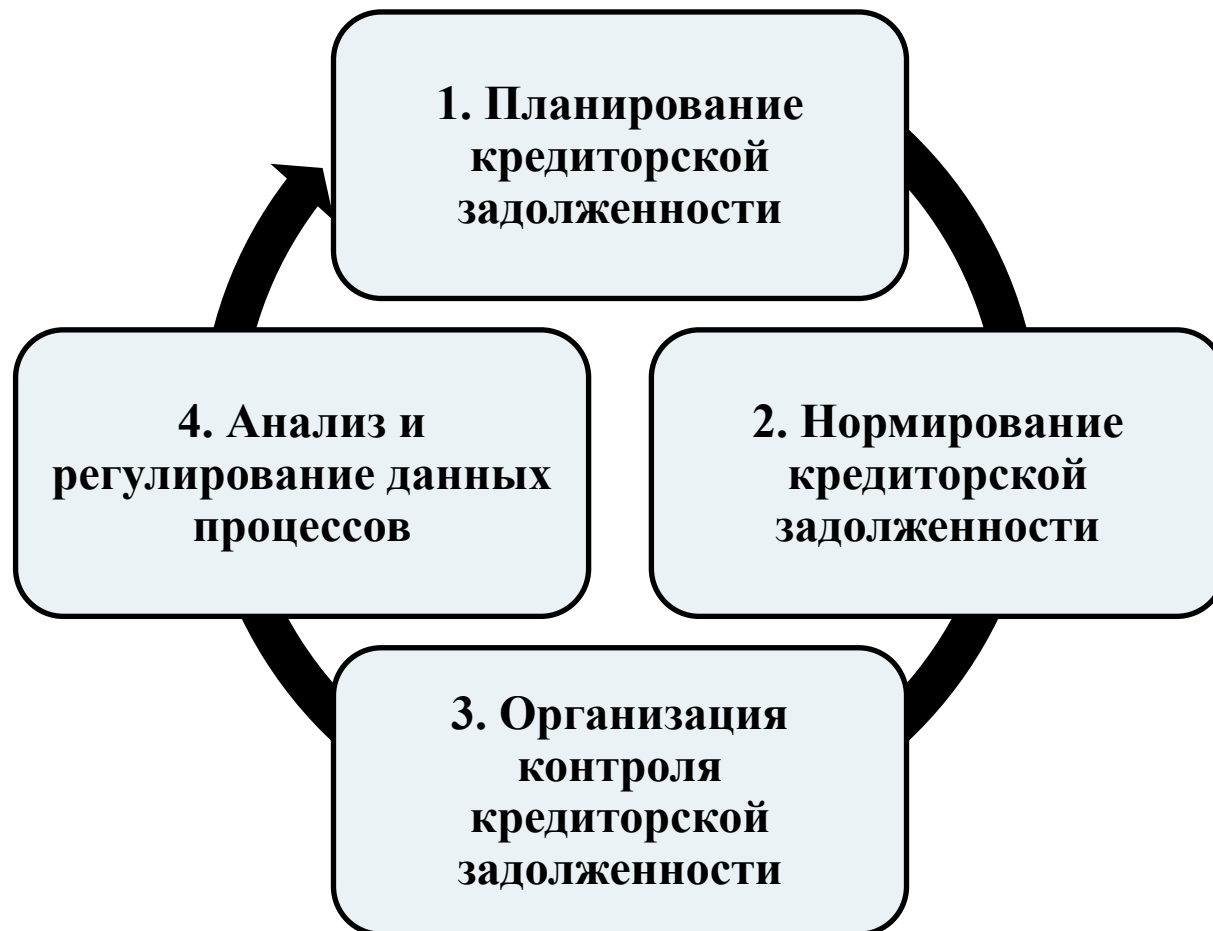 1. Планирование
кредиторской
задолженности
2. Нормирование
кредиторской
задолженности
3. Организация
контроля
кредиторской
задолженности
4. Анализ и
регулирование данных
процессов